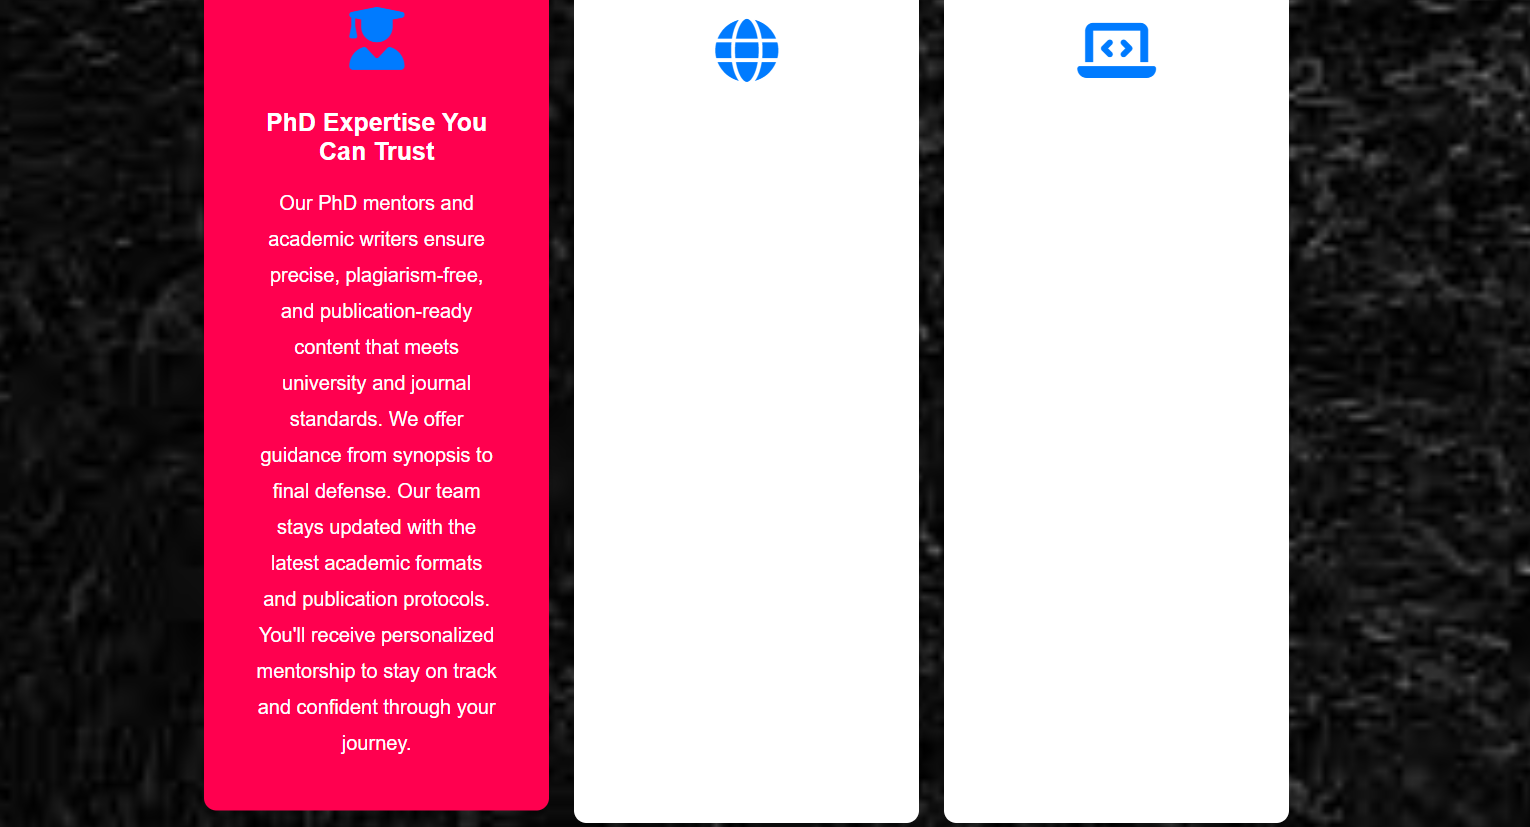 PhD Expertise You
Can Trust
Our PhD mentors and
academic writers ensure
precise, plagiarism-free,
and publication-ready
content that meets
university and journal
standards. We offer
guidance from synopsis to
final defense. Our team
stays updated with the
latest academic formats
and publication protocols.
You'll receive personalized
mentorship to stay on track
and confident through your
journey.